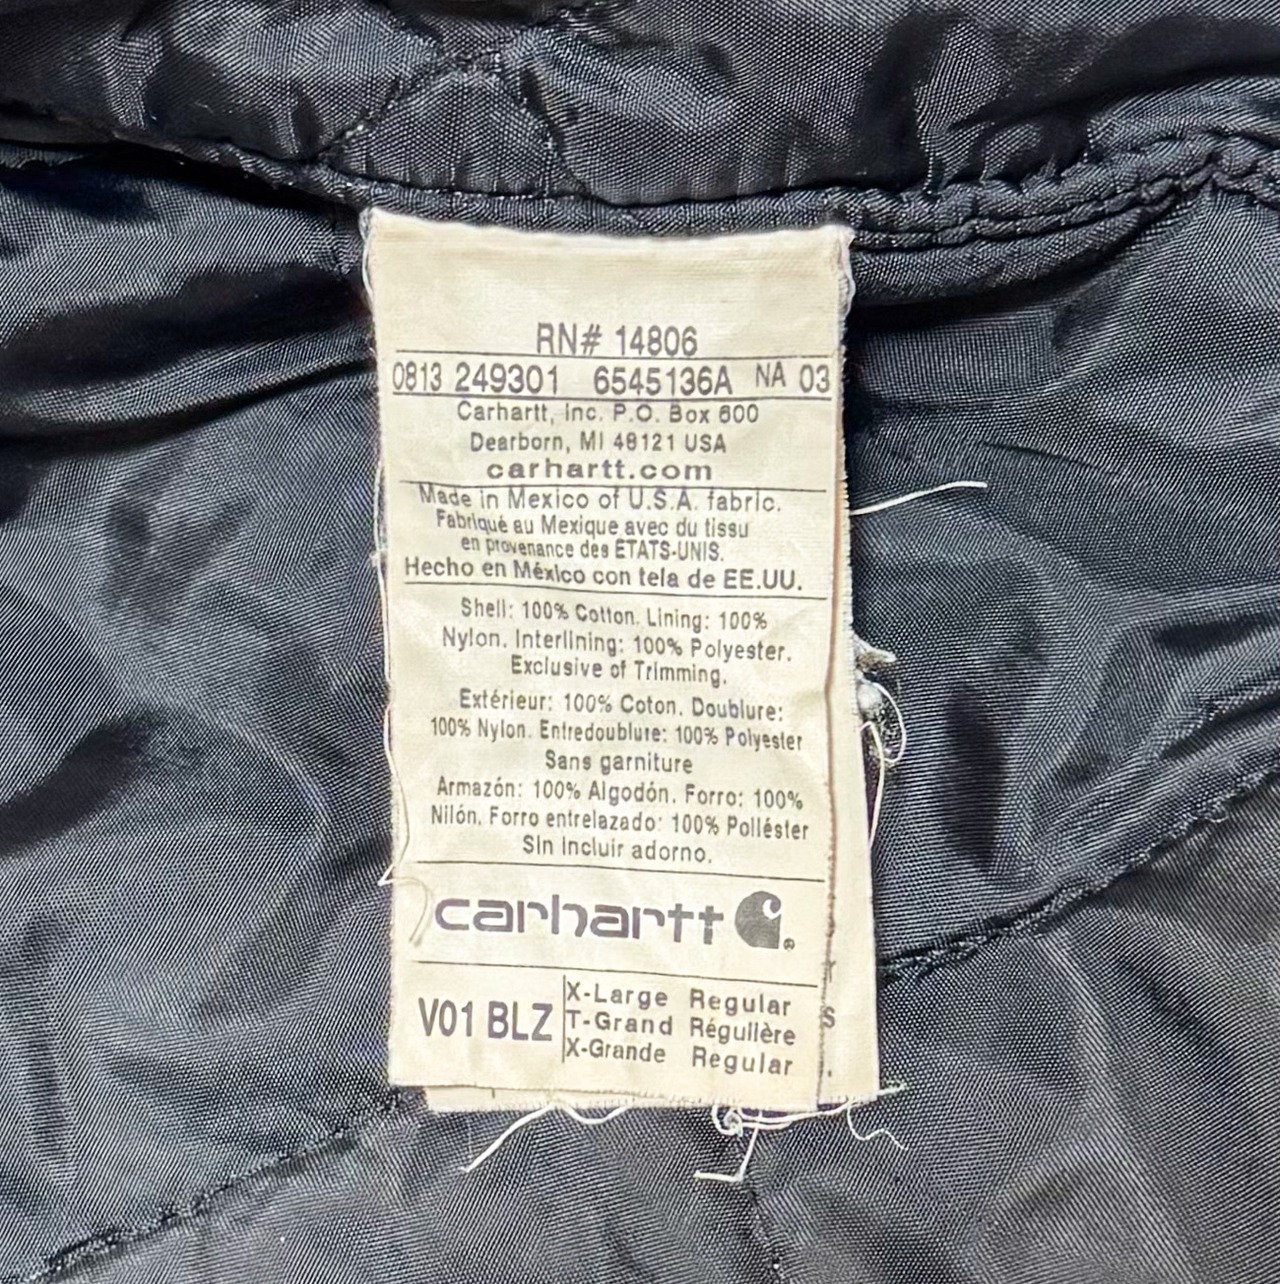 RN# 14806
0813 249301 6545136A NA 03
Carhartt, Inc. P.O. Box 600
Dearborn, MI 48121 USA
carhartt.com
Made in Mexico of U.S.A. fabric.
Fabriqué au Mexique avec du tissu
en provenance des ETATS-UNIS.
Hecho en México con tela de EE.UU.
Shell: 100% Cotton. Lining: 100%
Nylon. Interlining: 100% Polyester.
Exclusive of Trimming.
Extérieur: 100% Coton. Doublure:
100% Nylon. Entredoublure: 100% Polyester
Sans garniture
Armazón: 100% Algodón. Forro: 100%
Nilón. Forro entrelazado: 100% Poliéster
Sin incluir adorno.
carhartt ®
V01 BLZ
X-Large Regular
T-Grand Régulière
X-Grande Regular